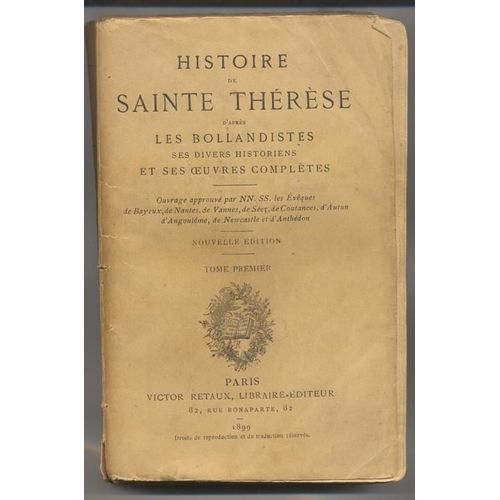 HISTOIRE
DE
SAINTE THÉRÈSE
D'APRÈS
LES BOLLANDISTES
SES DIVERS HISTORIENS
ET SES ŒUVRES COMPLÈTES
Ouvrage approuvé par NN. SS. les Evêques
de Bayeux, de Nantes, de Vannes, de Séez, de Coutances, d'Autun
d'Angoulême, de Newcastle et d'Anthédon
NOUVELLE EDITION
TOME PREMIER
PARIS
VICTOR RETAUX, LIBRAIRE-ÉDITEUR
82, RUE BONAPARTE, 82
1899
Droits de reproduction et de traduction réservés.